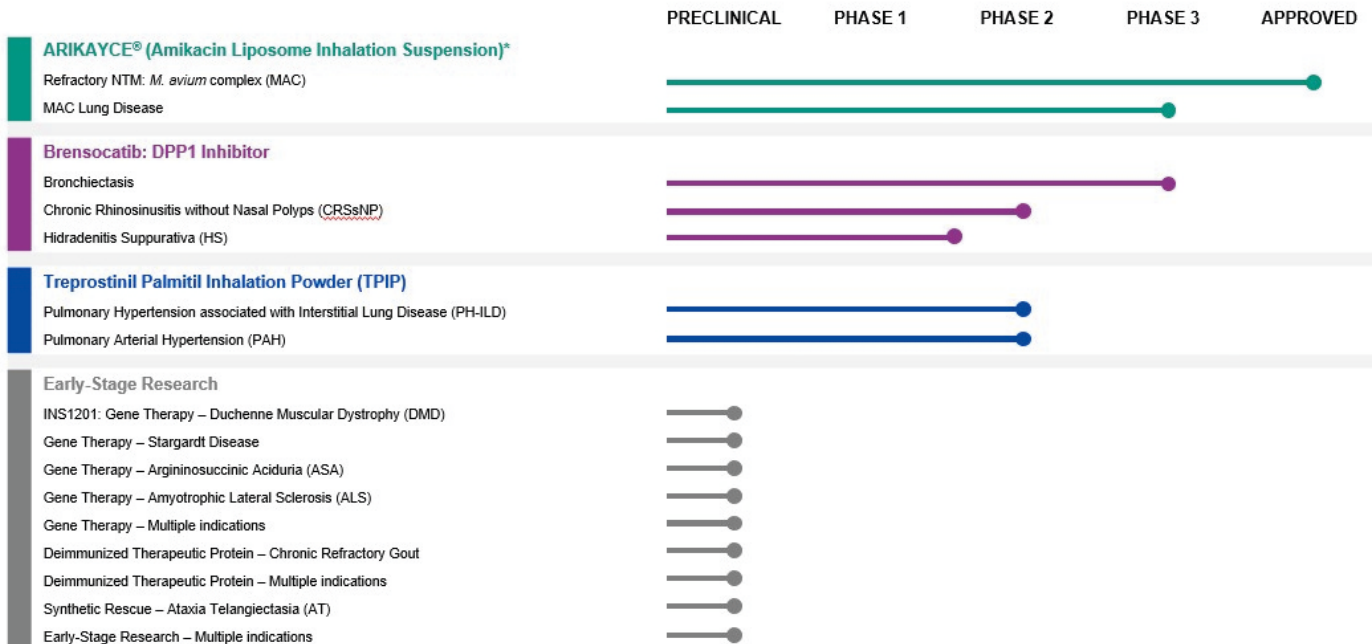 PRECLINICAL PHASE 1 PHASE 2 PHASE 3 APPROVED
ARIKAYCE® (Amikacin Liposome Inhalation Suspension)*
Refractory NTM: M. avium complex (MAC)
MAC Lung Disease
Brensocatib: DPP1 Inhibitor
Bronchiectasis
Chronic Rhinosinusitis without Nasal Polyps (CRSsNP)
Hidradenitis Suppurativa (HS)
Treprostinil Palmitil Inhalation Powder (TPIP)
Pulmonary Hypertension associated with Interstitial Lung Disease (PH-ILD)
Pulmonary Arterial Hypertension (PAH)
Early-Stage Research
INS1201: Gene Therapy – Duchenne Muscular Dystrophy (DMD)
Gene Therapy – Stargardt Disease
Gene Therapy – Argininosuccinic Aciduria (ASA)
Gene Therapy – Amyotrophic Lateral Sclerosis (ALS)
Gene Therapy – Multiple indications
Deimmunized Therapeutic Protein – Chronic Refractory Gout
Deimmunized Therapeutic Protein – Multiple indications
Synthetic Rescue – Ataxia Telangiectasia (AT)
Early-Stage Research – Multiple indications